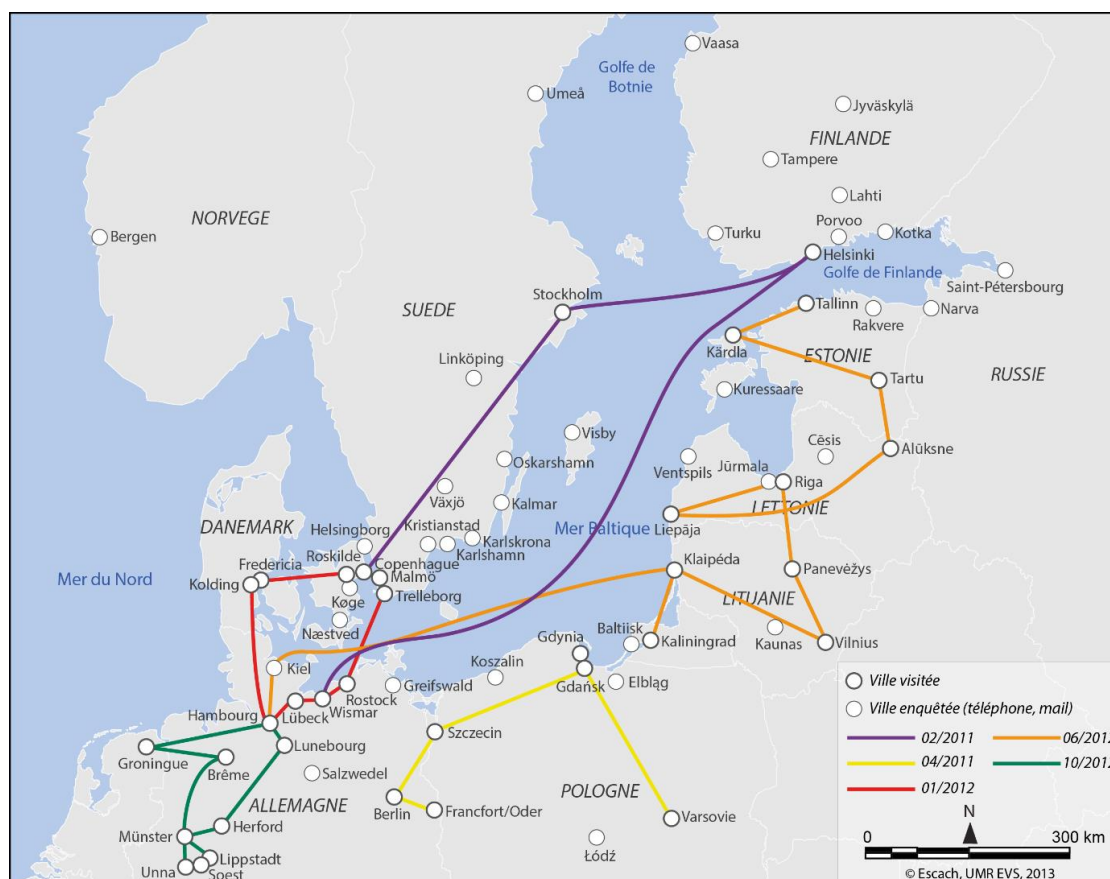 Vaasa
Golfe de
Botnie
Umeå
Jyväskylä
FINLANDE
Tampere
Lahti
NORVEGE
Bergen
Turku
Porvoo
Kotka
Helsinki
Golfe de Finlande
Saint-Pétersbourg
Stockholm
SUEDE
Tallinn
Rakvere
Narva
Kärdla
ESTONIE
Linköping
RUSSIE
Tartu
Kuressaare
Visby
Cēsis
Alūksne
Oskarshamn
Ventspils
Jūrmala
Riga
Växjö
Kalmar
LETTONIE
DANEMARK
Helsingborg
Kristianstad
Mer Baltique
Liepāja
Karlskrona
Karlshamn
Roskilde
Copenhague
Fredericia
Klaipéda
Mer du Nord
Kolding
Malmö
Panevėžys
Køge
Trelleborg
LITUANIE
Næstved
Gdynia
Baltiisk
Kaliningrad
Kaunas
Vilnius
Kiel
Koszalin
Gdańsk
Elbląg
Greifswald
Rostock
Hambourg
Lübeck
Wismar
Szczecin
Groningue
Lunebourg
Brême
Salzwedel
ALLEMAGNE
POLOGNE
Berlin
Francfort/Oder
Varsovie
Münster
Herford
Łódź
Lippstadt
Unna
Soest
Ville visitée
Ville enquêtée (téléphone, mail)
02/2011
06/2012
04/2011
10/2012
01/2012
N
0
300 km
© Escach, UMR EVS, 2013